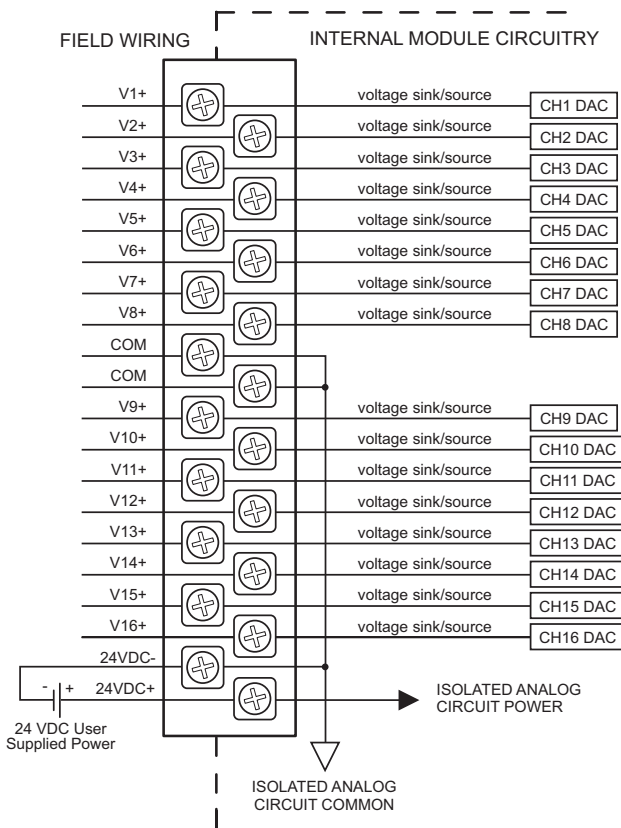 FIELD WIRING INTERNAL MODULE CIRCUITRY
V1+ voltage sink/source CH1 DAC
V2+ voltage sink/source CH2 DAC
V3+ voltage sink/source CH3 DAC
V4+ voltage sink/source CH4 DAC
V5+ voltage sink/source CH5 DAC
V6+ voltage sink/source CH6 DAC
V7+ voltage sink/source CH7 DAC
V8+ voltage sink/source CH8 DAC
COM
COM
V9+ voltage sink/source CH9 DAC
V10+ voltage sink/source CH10 DAC
V11+ voltage sink/source CH11 DAC
V12+ voltage sink/source CH12 DAC
V13+ voltage sink/source CH13 DAC
V14+ voltage sink/source CH14 DAC
V15+ voltage sink/source CH15 DAC
V16+ voltage sink/source CH16 DAC
24VDC-
- + 24VDC+
24 VDC User
Supplied Power
ISOLATED ANALOG
CIRCUIT POWER
ISOLATED ANALOG
CIRCUIT COMMON